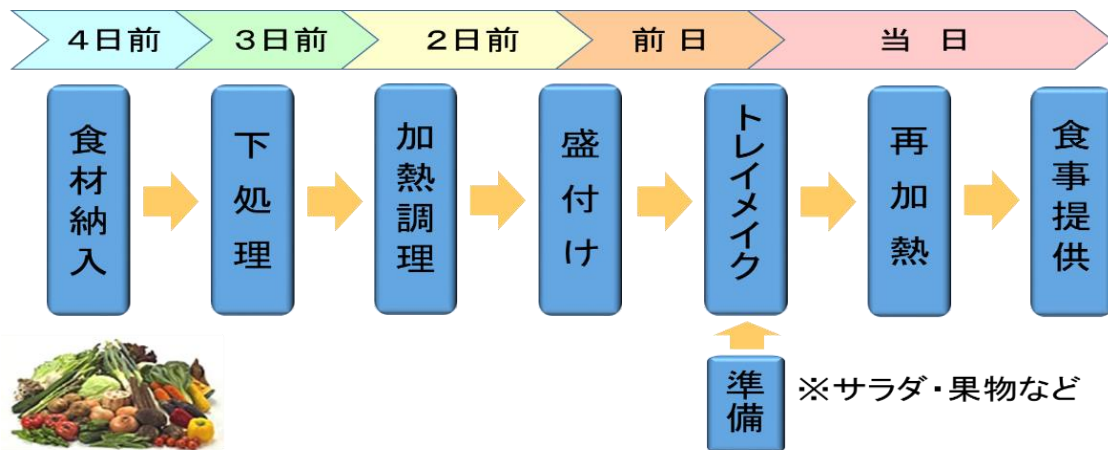 4日前
3日前
2日前
前日
当日
食材納入
下処理
加熱調理
盛付け
トレイメイク
再加熱
食事提供
準備
※サラダ・果物など